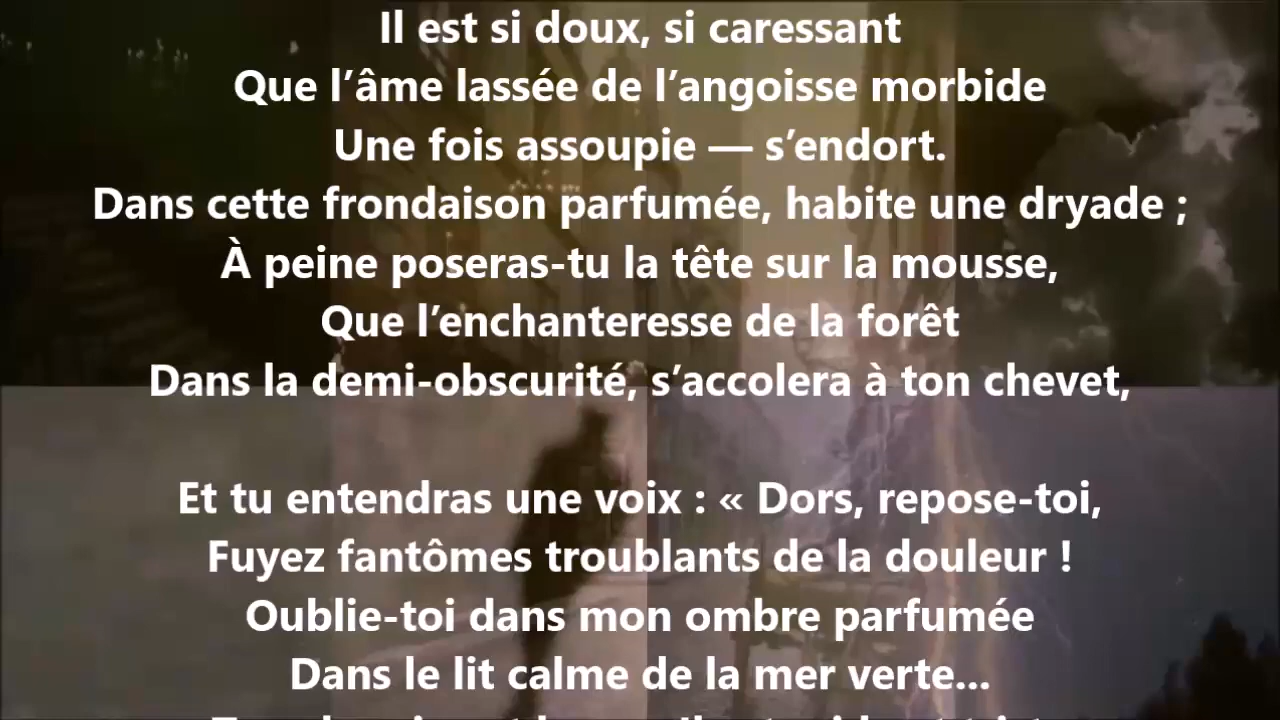 Il est si doux, si caressant
Que l’âme lassée de l’angoisse morbide
Une fois assoupie — s’endort.
Dans cette frondaison parfumée, habite une dryade ;
À peine poseras-tu la tête sur la mousse,
Que l’enchanteresse de la forêt
Dans la demi-obscurité, s’accolera à ton chevet,
Et tu entendras une voix : « Dors, repose-toi,
Fuyez fantômes troublants de la douleur !
Oublie-toi dans mon ombre parfumée
Dans le lit calme de la mer verte...